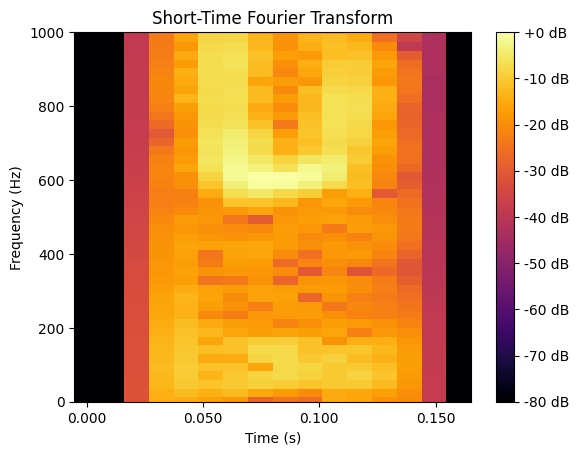 Short-Time Fourier Transform
Frequency (Hz)
1000
800
600
400
200
0
0.000
0.050
0.100
0.150
Time (s)
+0 dB
-10 dB
-20 dB
-30 dB
-40 dB
-50 dB
-60 dB
-70 dB
-80 dB